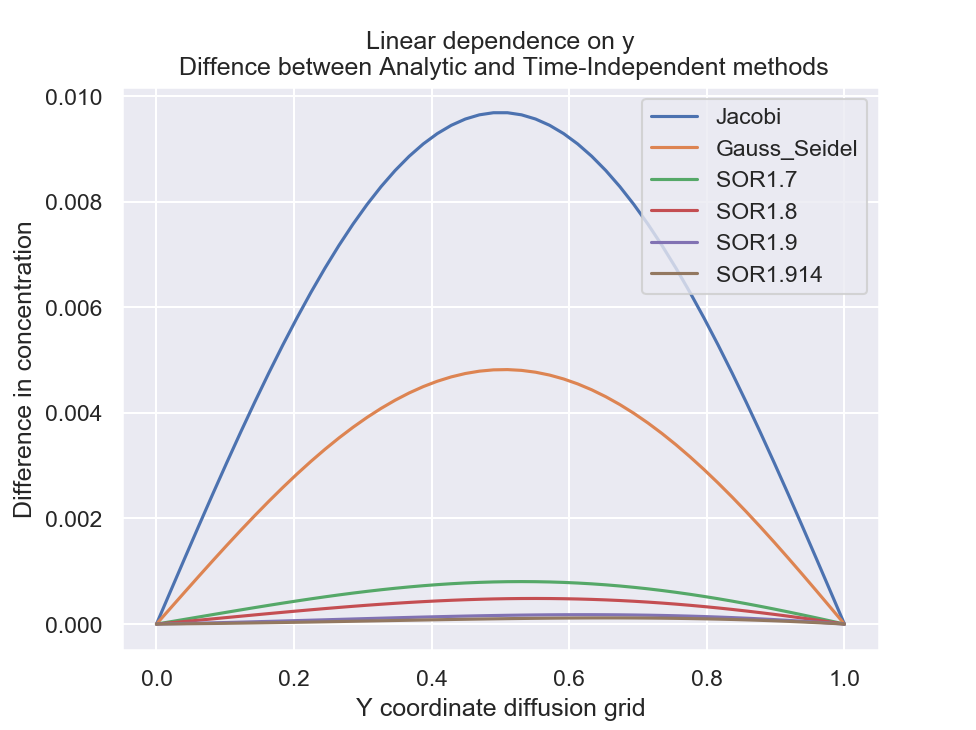 Linear dependence on y
Diffence between Analytic and Time-Independent methods
Jacobi
Gauss_Seidel
SOR1.7
SOR1.8
SOR1.9
SOR1.914
Difference in concentration
0.010
0.008
0.006
0.004
0.002
0.000
0.0 0.2 0.4 0.6 0.8 1.0
Y coordinate diffusion grid